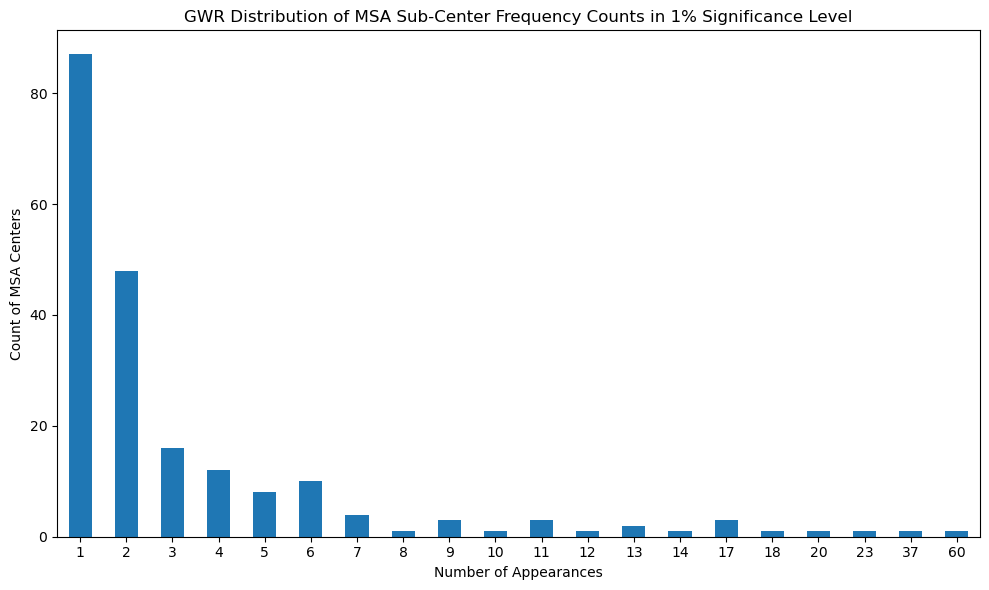 GWR Distribution of MSA Sub-Center Frequency Counts in 1% Significance Level
Count of MSA Centers
80
60
40
20
0
1 2 3 4 5 6 7 8 9 10 11 12 13 14 17 18 20 23 37 60
Number of Appearances